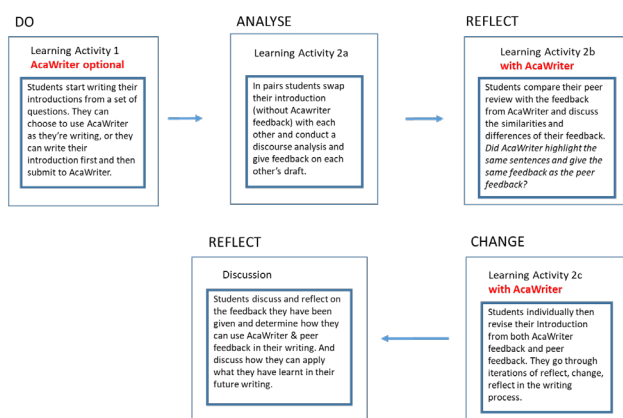 DO
Learning Activity 1
AcaWriter optional
Students start writing their
introductions from a set of
questions. They can
choose to use AcaWriter
as they're writing, or they
can write their
introduction first and then
submit to AcaWriter.
ANALYSE
Learning Activity 2a
In pairs students swap
their introduction
(without Acawriter
feedback) with each
other and conduct a
discourse analysis and
give feedback on each
other's draft.
REFLECT
Learning Activity 2b
with AcaWriter
Students compare their peer
review with the feedback
from AcaWriter and discuss
the similarities and
differences of their feedback.
Did AcaWriter highlight the
same sentences and give the
same feedback as the peer
feedback?
CHANGE
Learning Activity 2c
with AcaWriter
Students individually then
revise their Introduction
from both AcaWriter
feedback and peer
feedback. They go through
iterations of reflect, change,
reflect in the writing
process.
REFLECT
Discussion
Students discuss and reflect on
the feedback they have been
given and determine how they
can use AcaWriter & peer
feedback in their writing. And
discuss how they can apply
what they have learnt in their
future writing.